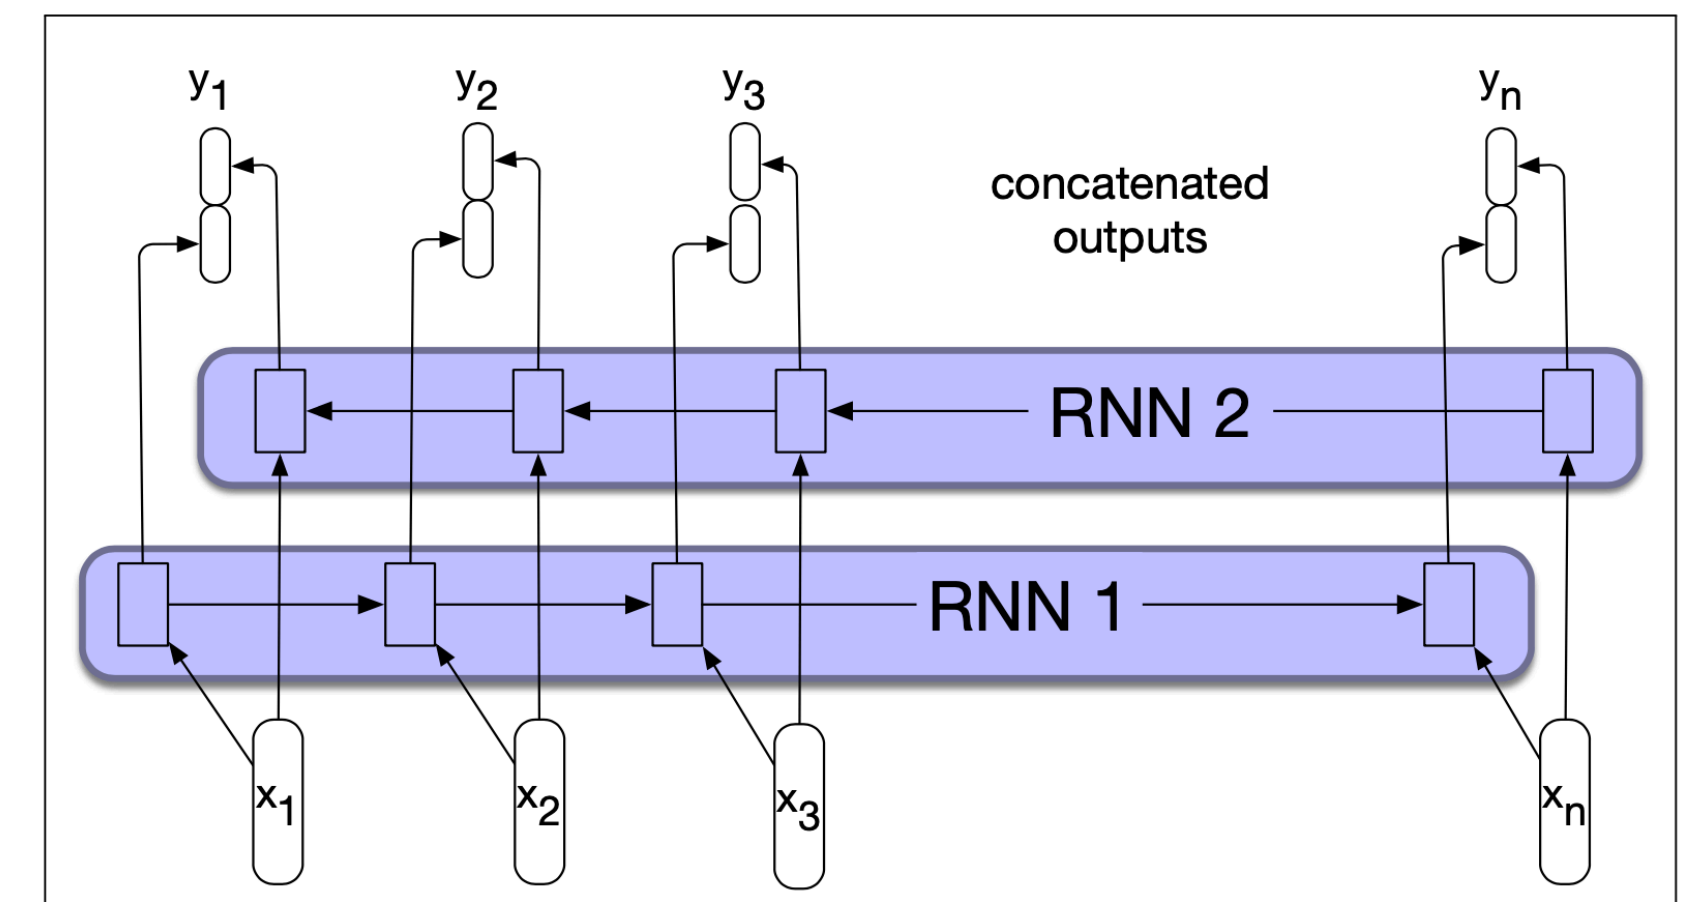 y1 y2 y3 yn
concatenated
outputs
RNN 2
RNN 1
x1 x2 x3 xn